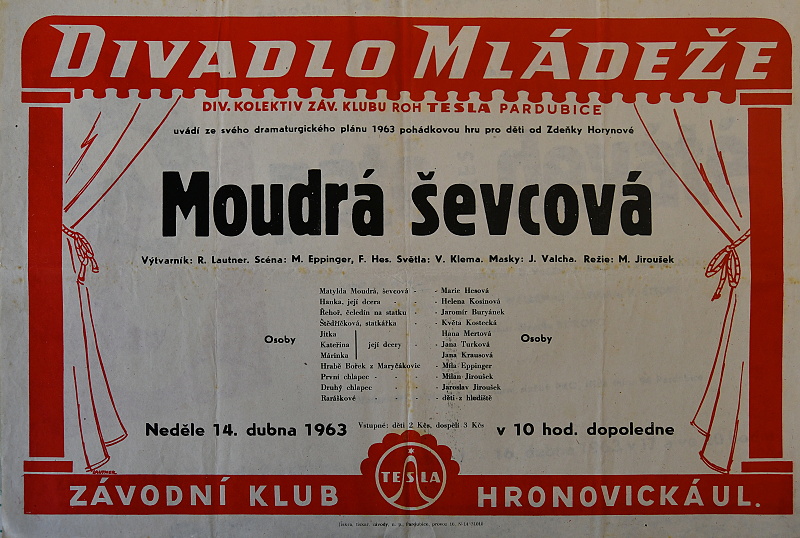 DIVADLO MLÁDEŽE
DIV. KOLEKTIV ZÁV. KLUBU ROH TESLA PARDUBICE
uvádí ze svého dramaturgického plánu 1963 pohádkovou hru pro děti od Zdeňky Horynové
Moudrá ševcová
Výtvarník: R. Lautner. Scéna: M. Eppinger, F. Hes. Světla: V. Klema. Masky: J. Valcha. Režie: M. Jiroušek
Osoby
Matylda Moudrá, ševcová - - Marie Hesová
Hanka, její dcera - - - Helena Kosinová
Řehoř, čeledín na statku - - Jaromír Buryánek
Štědříčková, statkářka - - Květa Kostecká
Jitka Hana Mertová
Kateřina její dcery - - Jana Turková
Márinka Jana Krausová
Hrabě Bořek z Maryčákovic - Míla Eppinger
První chlapec - - - - Milan Jiroušek
Druhý chlapec - - - - Jaroslav Jiroušek
Raráškové - - - - děti z hlediště
Osoby
Neděle 14. dubna 1963 Vstupné: děti 2 Kčs, dospělí 3 Kčs v 10 hod. dopoledne
TESLA
ZÁVODNÍ KLUB HRONOVICKÁ UL.